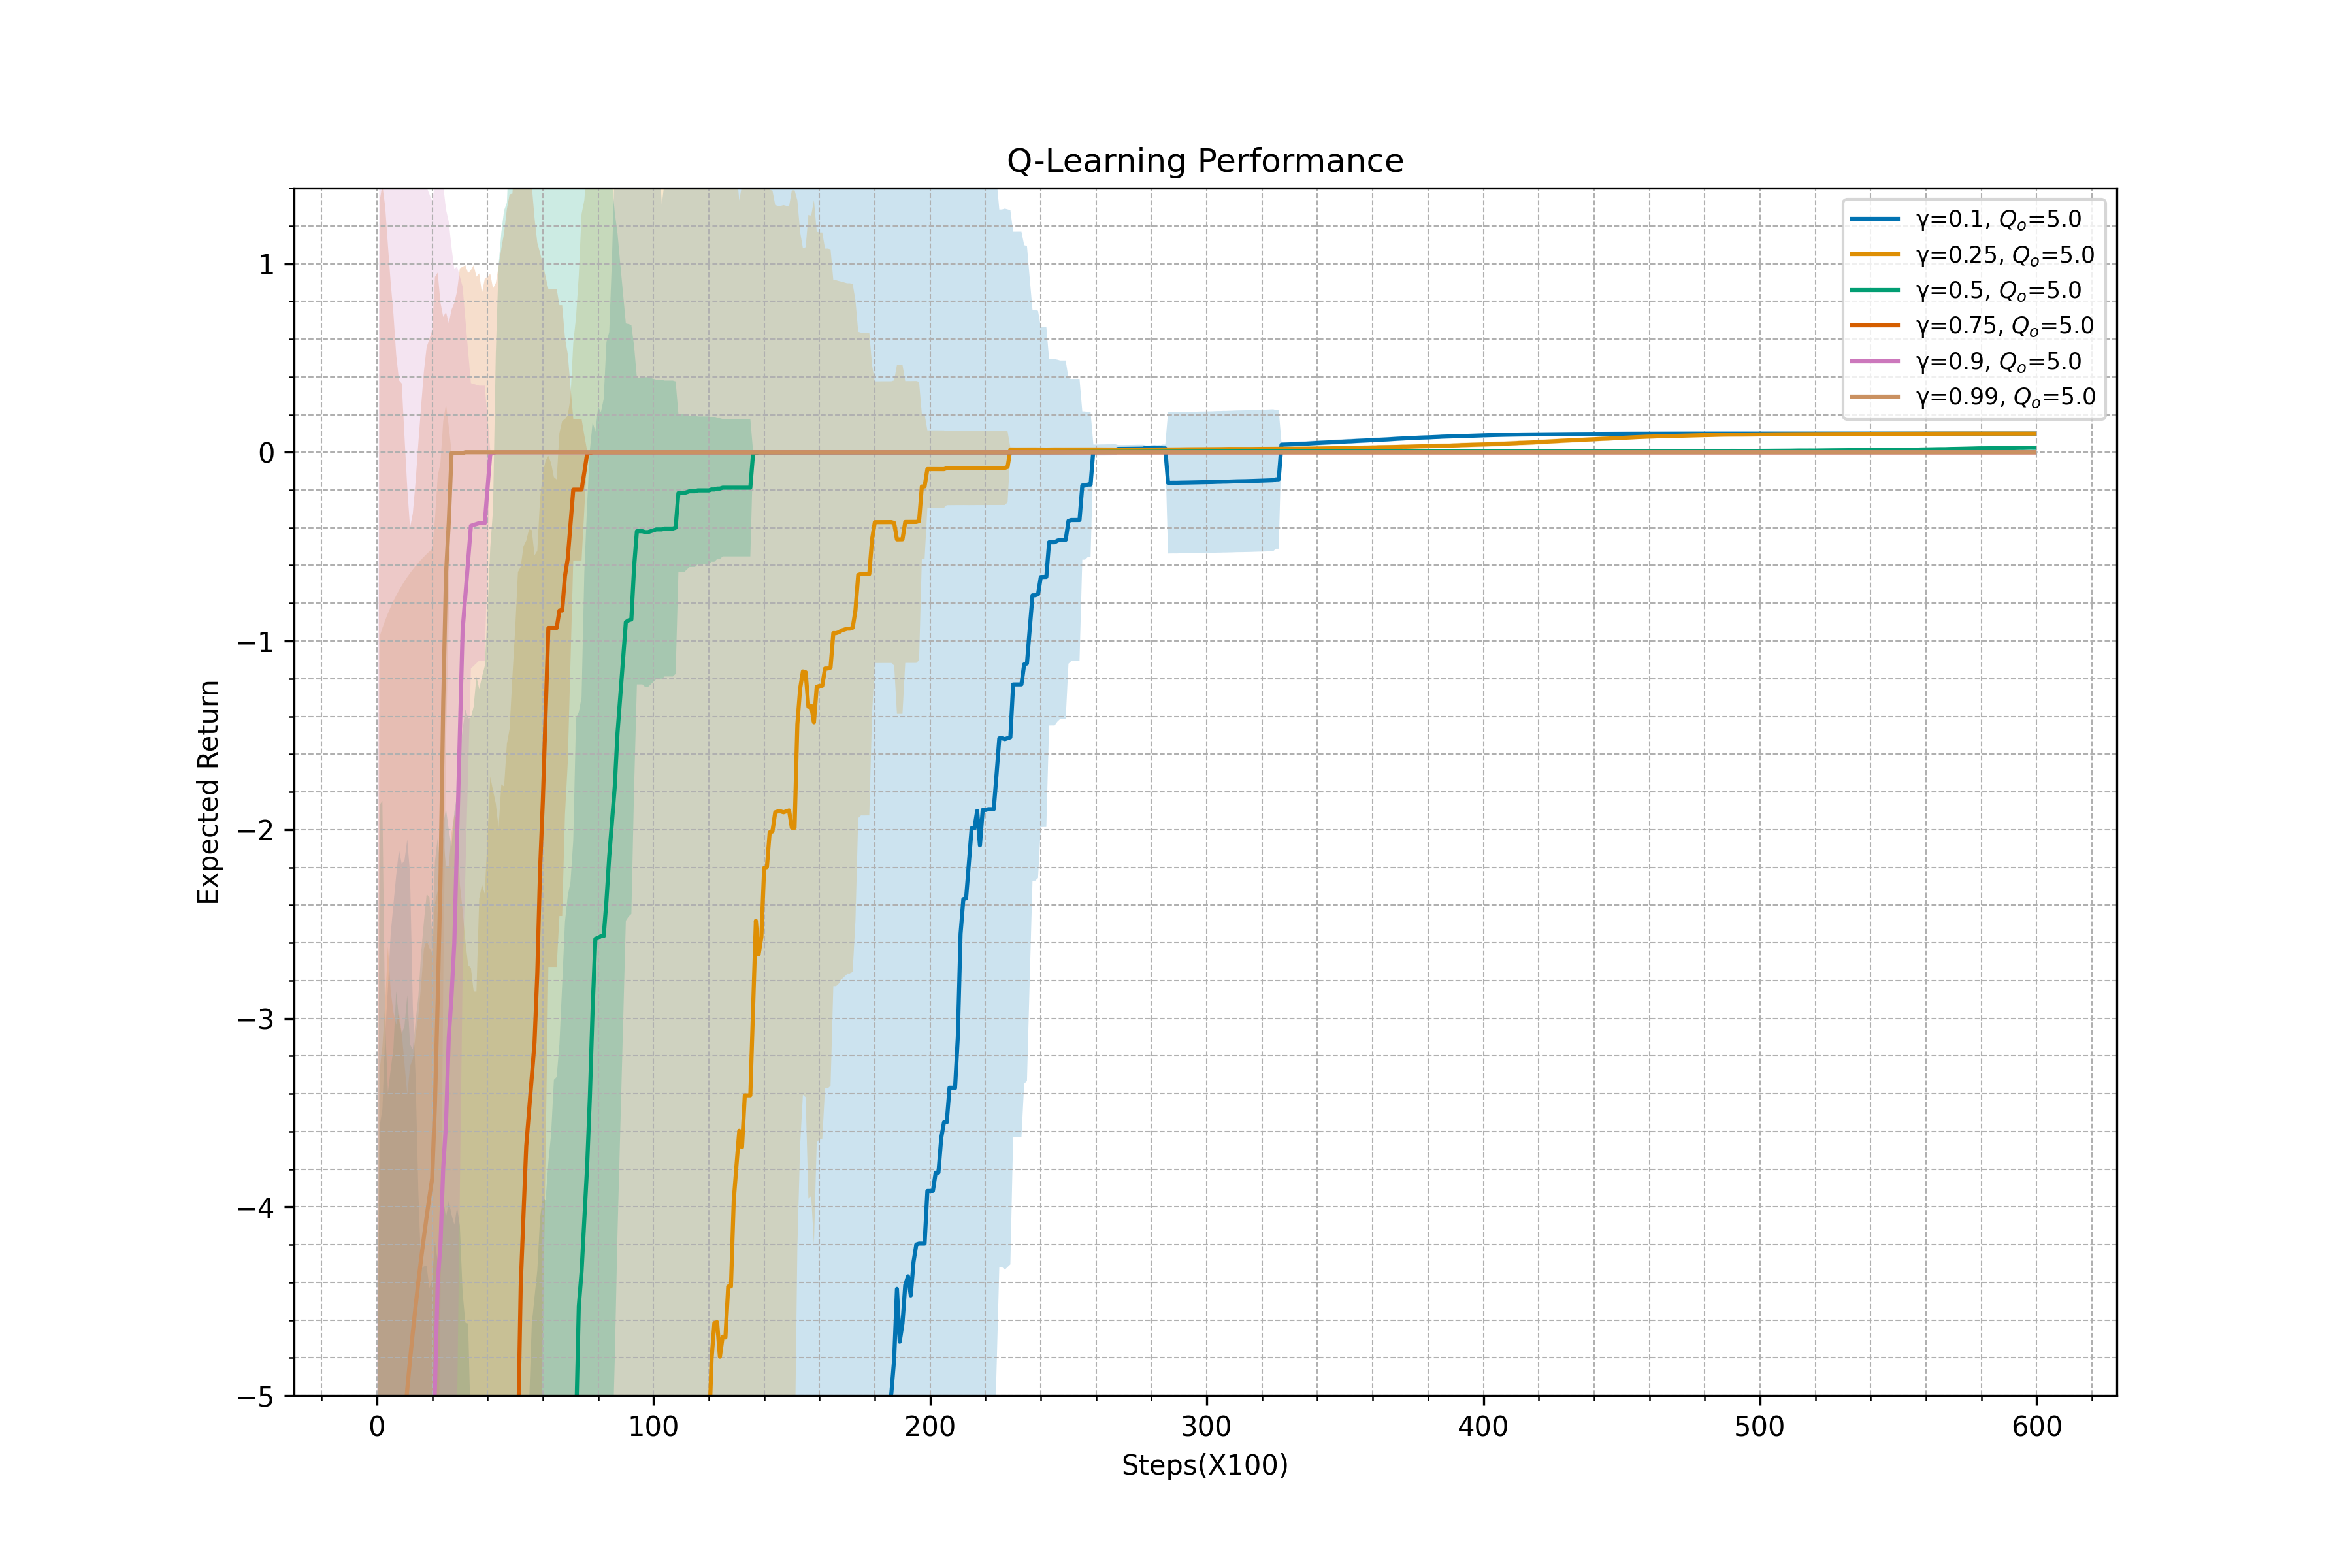 Q-Learning Performance
γ=0.1, Qₒ=5.0
γ=0.25, Qₒ=5.0
γ=0.5, Qₒ=5.0
γ=0.75, Qₒ=5.0
γ=0.9, Qₒ=5.0
γ=0.99, Qₒ=5.0
1
0
−1
−2
−3
−4
−5
Expected Return
0 100 200 300 400 500 600
Steps(X100)